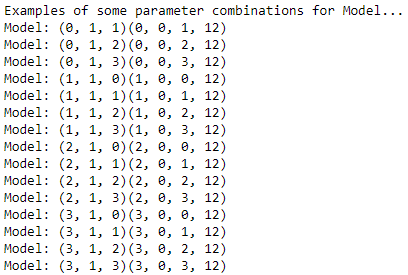 Examples of some parameter combinations for Model...
Model: (0, 1, 1)(0, 0, 1, 12)
Model: (0, 1, 2)(0, 0, 2, 12)
Model: (0, 1, 3)(0, 0, 3, 12)
Model: (1, 1, 0)(1, 0, 0, 12)
Model: (1, 1, 1)(1, 0, 1, 12)
Model: (1, 1, 2)(1, 0, 2, 12)
Model: (1, 1, 3)(1, 0, 3, 12)
Model: (2, 1, 0)(2, 0, 0, 12)
Model: (2, 1, 1)(2, 0, 1, 12)
Model: (2, 1, 2)(2, 0, 2, 12)
Model: (2, 1, 3)(2, 0, 3, 12)
Model: (3, 1, 0)(3, 0, 0, 12)
Model: (3, 1, 1)(3, 0, 1, 12)
Model: (3, 1, 2)(3, 0, 2, 12)
Model: (3, 1, 3)(3, 0, 3, 12)